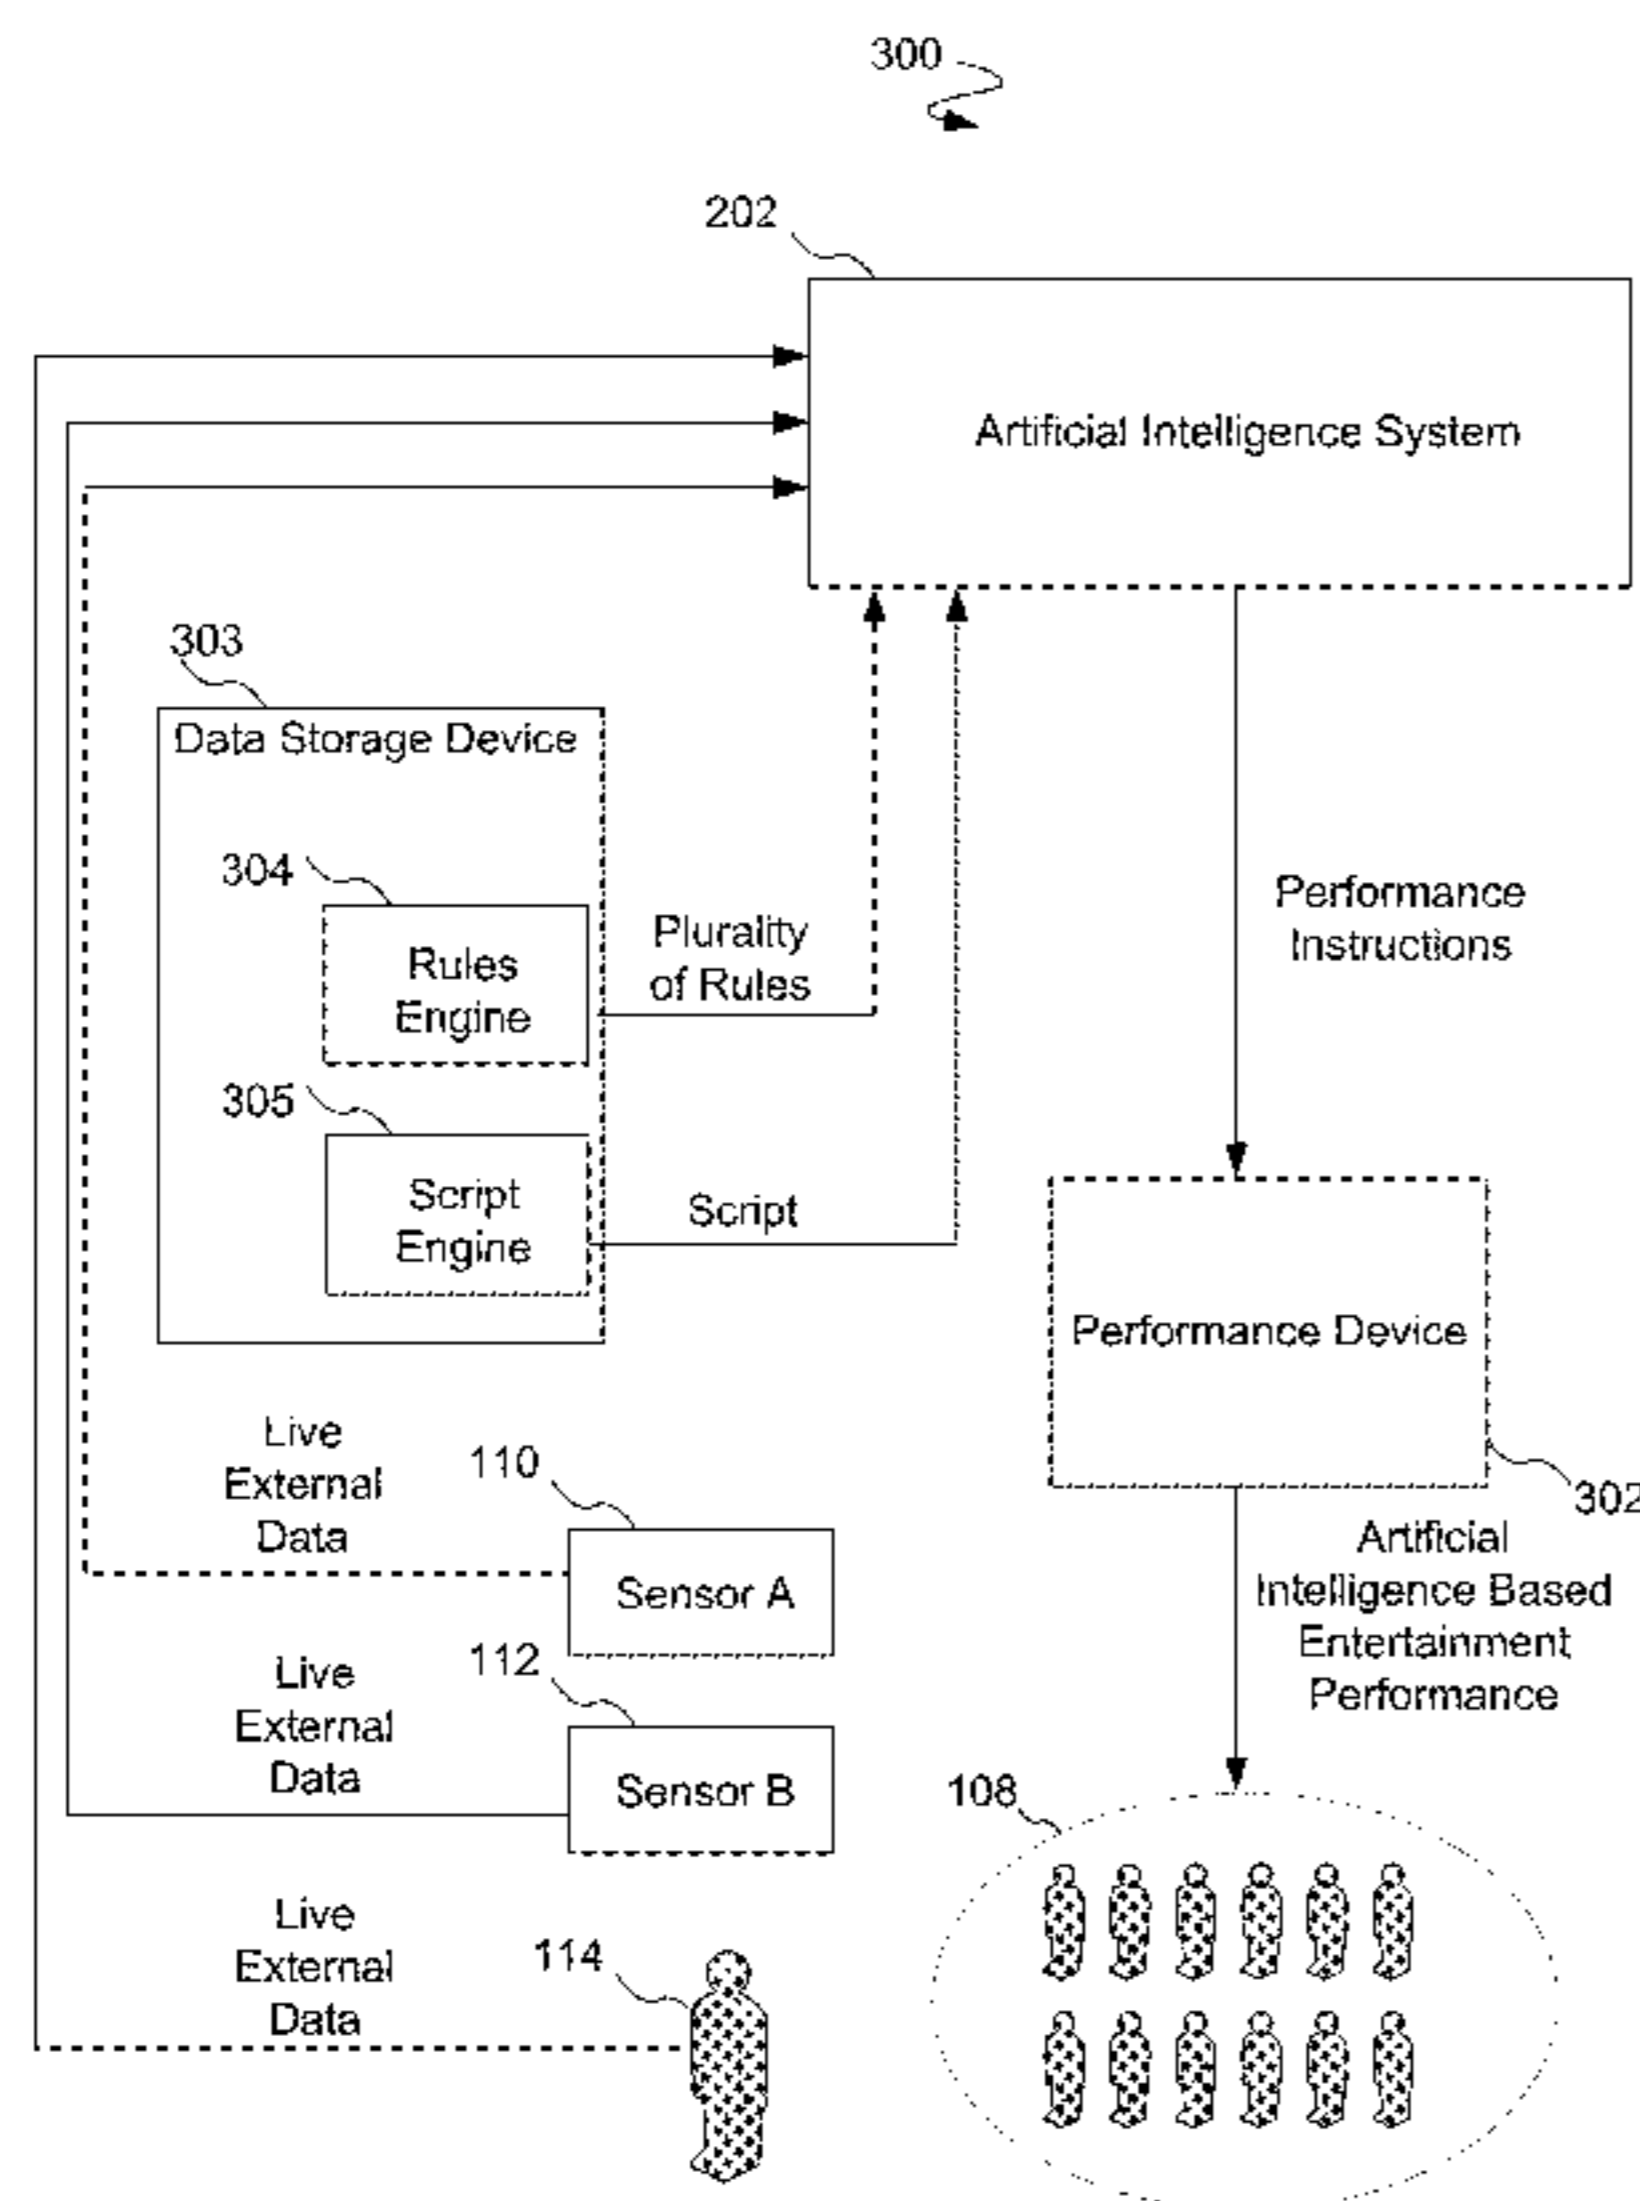 300
202
Artificial Intelligence System
303
Data Storage Device
304
Rules
Engine
Plurality
of Rules
305
Script
Engine
Script
Performance
Instructions
Performance Device
302
Live
External
Data
110
Sensor A
Artificial
Intelligence Based
Entertainment
Performance
Live
External
Data
112
Sensor B
108
Live
External
Data
114